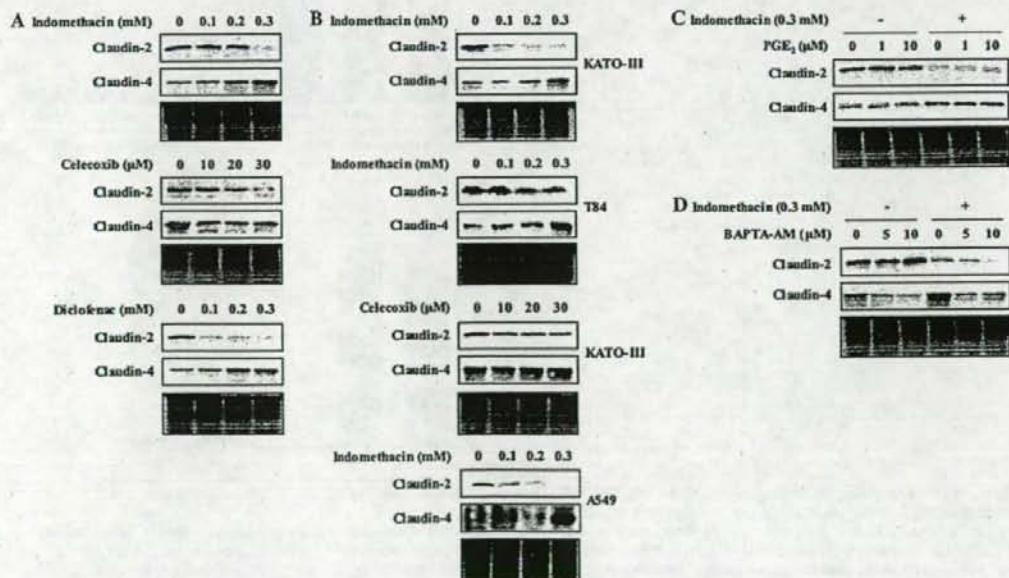 A Indomethacin (mM) 0 0.1 0.2 0.3
Claudin-2
Claudin-4
Celecoxib (μM) 0 10 20 30
Claudin-2
Claudin-4
Diclofenac (mM) 0 0.1 0.2 0.3
Claudin-2
Claudin-4
B Indomethacin (mM) 0 0.1 0.2 0.3
Claudin-2
KATO-III
Claudin-4
Indomethacin (mM) 0 0.1 0.2 0.3
Claudin-2
T84
Claudin-4
Celecoxib (μM) 0 10 20 30
Claudin-2
KATO-III
Claudin-4
Indomethacin (mM) 0 0.1 0.2 0.3
Claudin-2
A549
Claudin-4
C Indomethacin (0.3 mM) - +
PGE₂ (μM) 0 1 10 0 1 10
Claudin-2
Claudin-4
D Indomethacin (0.3 mM) - +
BAPTA-AM (μM) 0 5 10 0 5 10
Claudin-2
Claudin-4